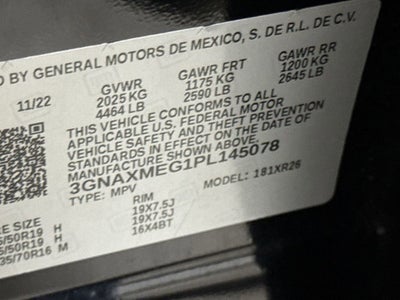 D BY GENERAL MOTORS DE MEXICO, S. DE R.L. DE C.V.
11/22 GVWR GAWR FRT GAWR RR
2025 KG 1175 KG 1200 KG
4464 LB 2590 LB 2645 LB
THIS VEHICLE CONFORMS TO ALL
APPLICABLE U.S. FEDERAL MOTOR
VEHICLE SAFETY AND THEFT PREVENTION
STANDARDS IN EFFECT ON THE DATE OF
MANUFACTURE SHOWN ABOVE.
3GNAXMEG1PL145078
TYPE: MPV MODEL: 181XR26
E SIZE RIM
/50R19 H 19X7.5J
/50R19 H 19X7.5J
35/70R16 M 16X4BT